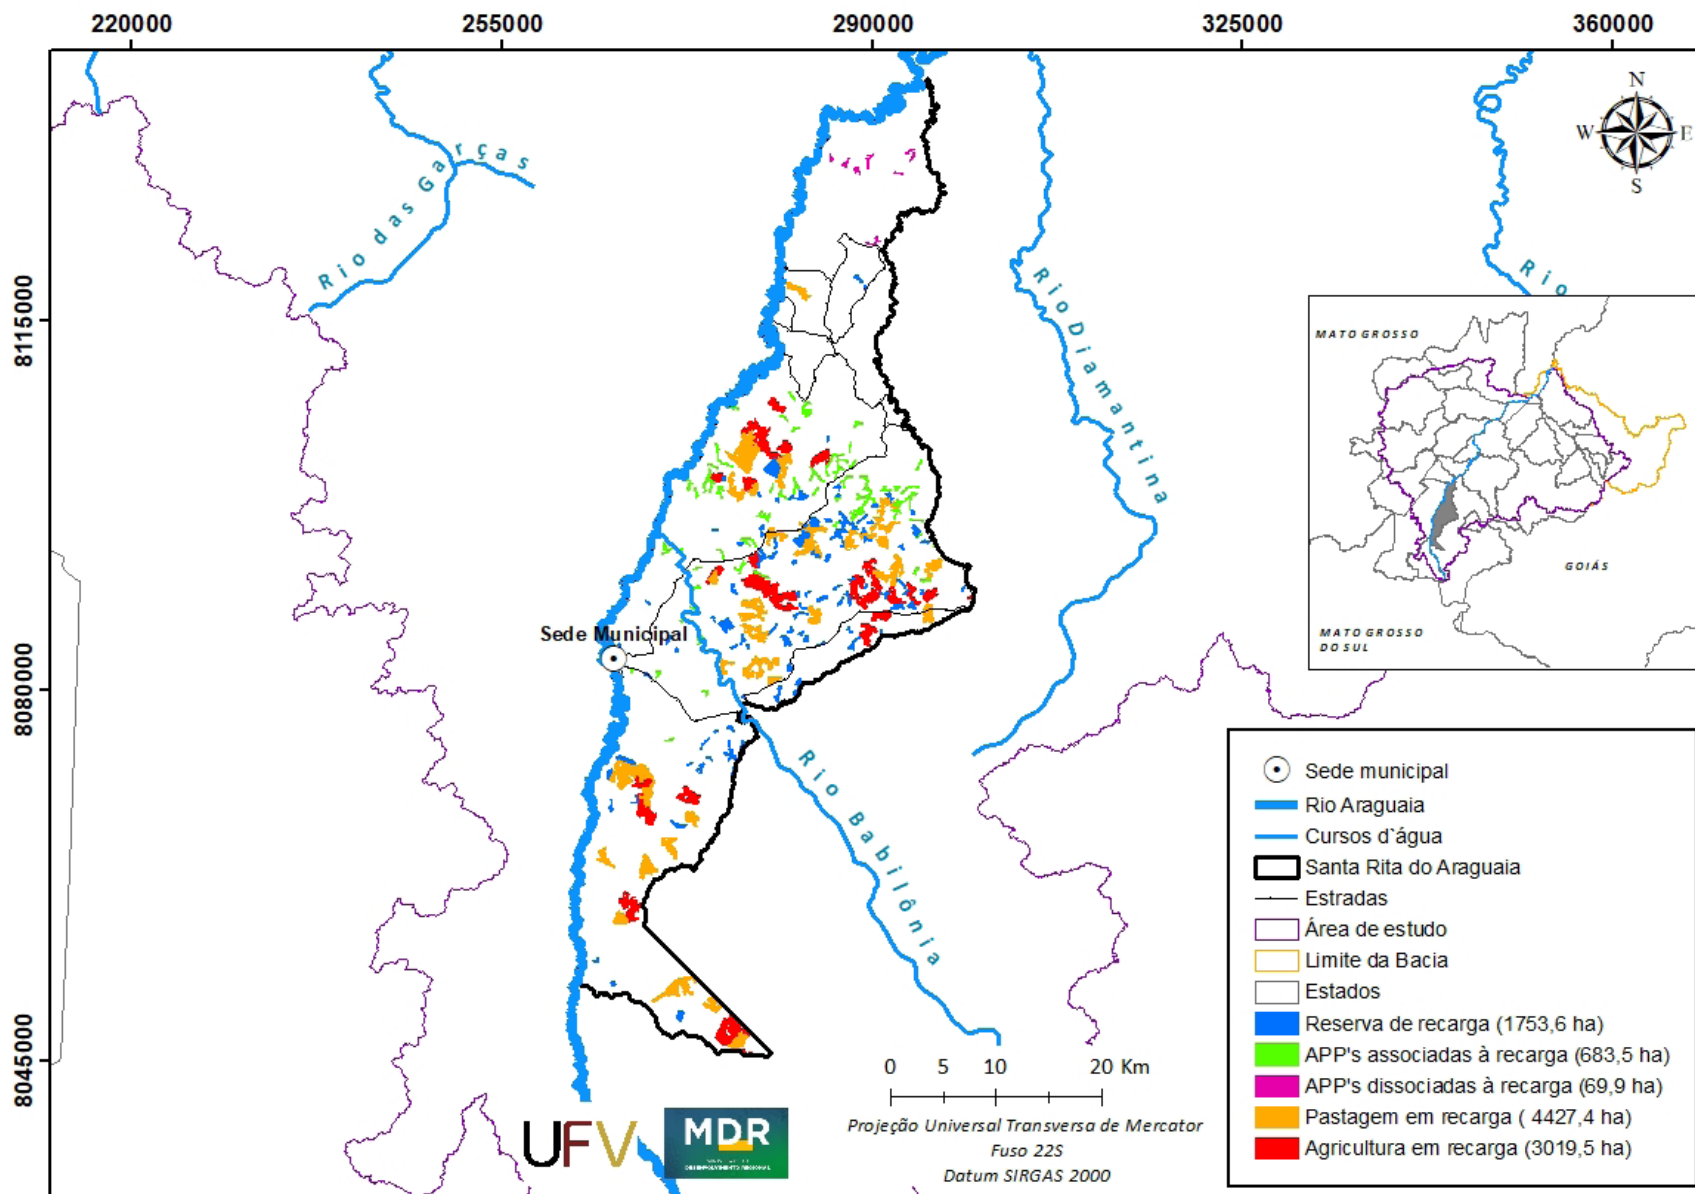 220000
255000
290000
325000
360000
8115000
8080000
8045000
N
W
E
S
Rio das Garças
Rio Diamantina
Rio
MATO GROSSO
GOIÁS
MATO GROSSO
DO SUL
Sede Municipal
Rio Babilônia
Sede municipal
Rio Araguaia
Cursos d`água
Santa Rita do Araguaia
Estradas
Área de estudo
Limite da Bacia
Estados
Reserva de recarga (1753,6 ha)
APP's associadas à recarga (683,5 ha)
APP's dissociadas à recarga (69,9 ha)
Pastagem em recarga ( 4427,4 ha)
Agricultura em recarga (3019,5 ha)
0 5 10 20 Km
Projeção Universal Transversa de Mercator
Fuso 22S
Datum SIRGAS 2000
UFV
MDR
DESENVOLVIMENTO REGIONAL